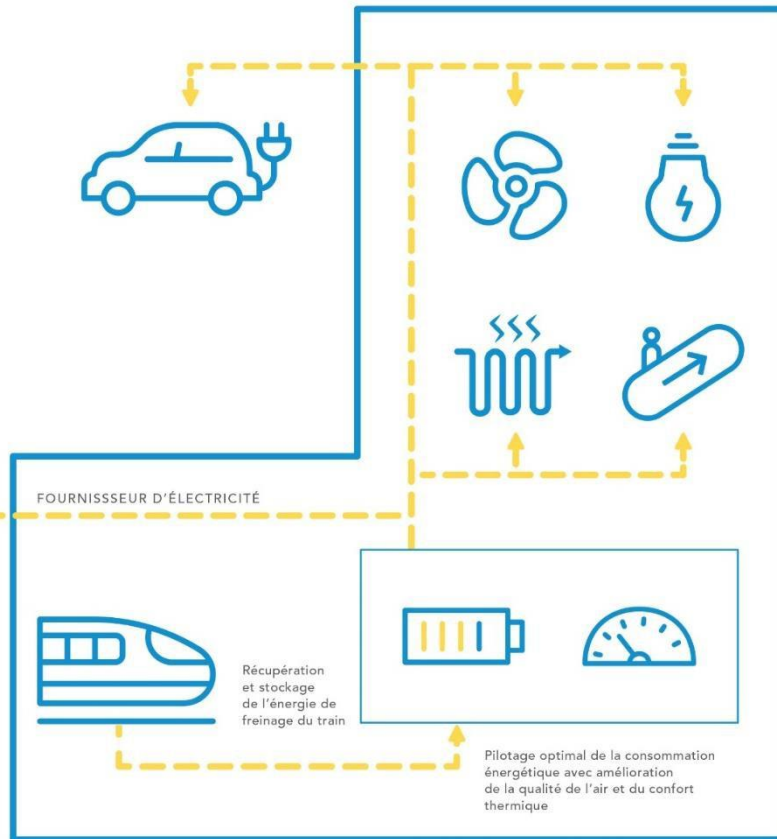 FOURNISSSEUR D'ÉLECTRICITÉ
Récupération
et stockage
de l'énergie de
freinage du train
Pilotage optimal de la consommation
énergétique avec amélioration
de la qualité de l'air et du confort
thermique